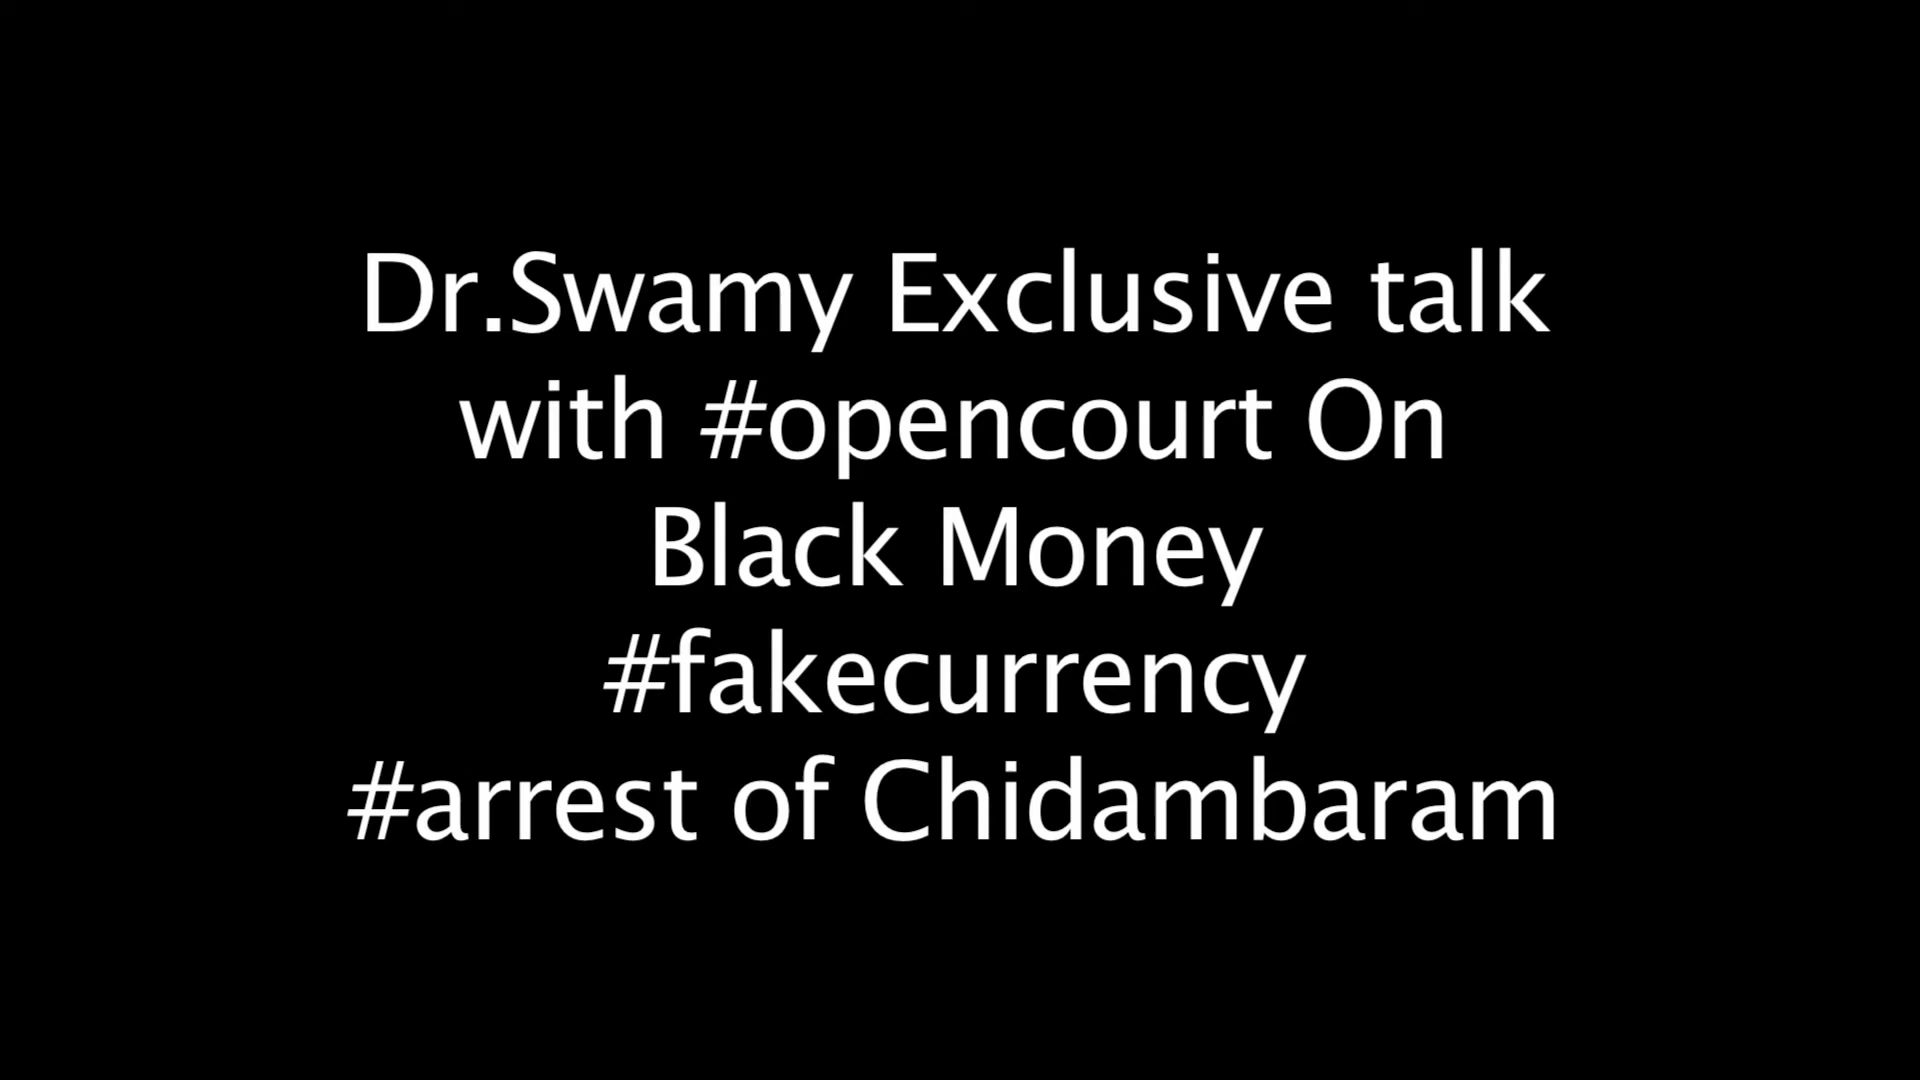 Dr.Swamy Exclusive talk
with #opencourt On
Black Money
#fakecurrency
#arrest of Chidambaram